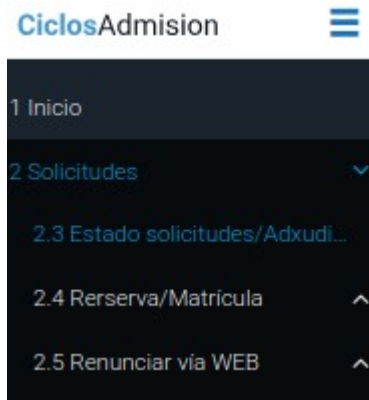 CiclosAdmision
1 Inicio
2 Solicitudes
2.3 Estado solicitudes/Adxudi...
2.4 Rerserva/Matrícula
2.5 Renunciar vía WEB